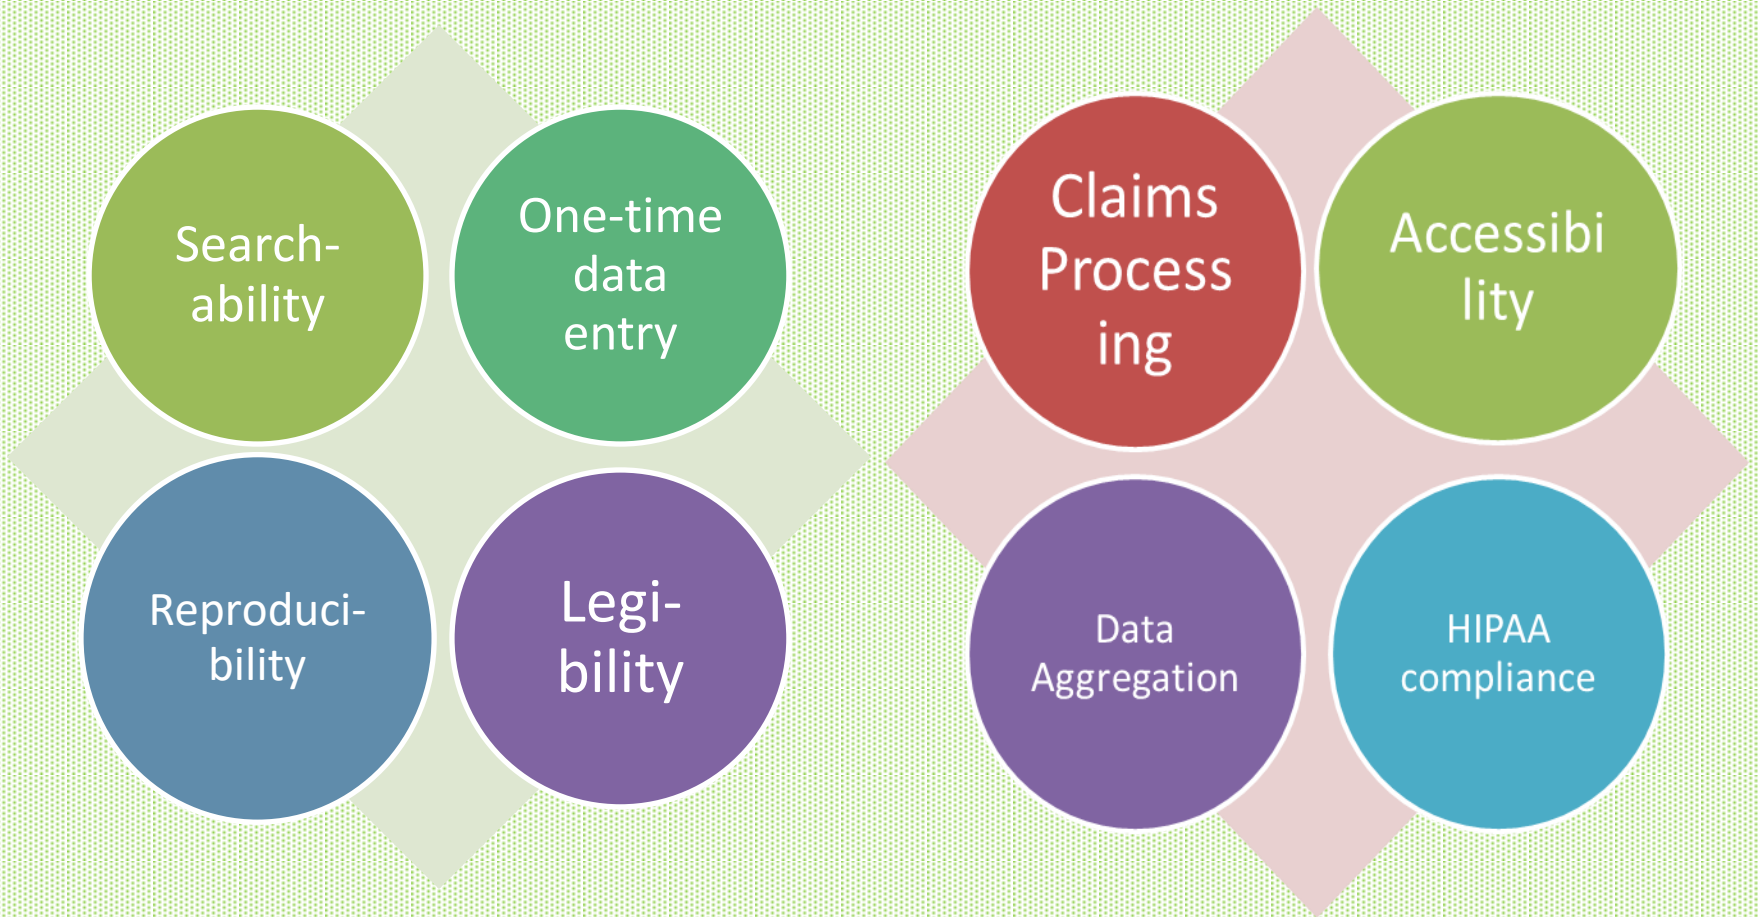 Search-
ability
One-time
data
entry
Reproduci-
bility
Legi-
bility
Claims
Process
ing
Accessibi
lity
Data
Aggregation
HIPAA
compliance